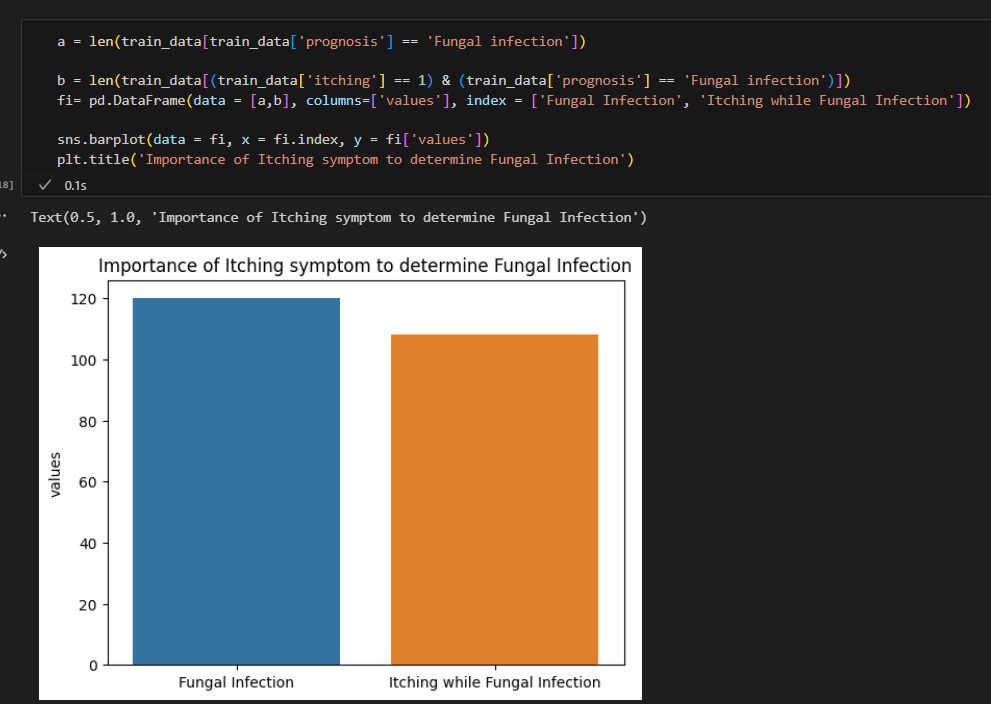 a = len(train_data[train_data['prognosis'] == 'Fungal infection'])
b = len(train_data[(train_data['itching'] == 1) & (train_data['prognosis'] == 'Fungal infection')])
fi= pd.DataFrame(data = [a,b], columns=['values'], index = ['Fungal Infection', 'Itching while Fungal Infection'])
sns.barplot(data = fi, x = fi.index, y = fi['values'])
plt.title('Importance of Itching symptom to determine Fungal Infection')
18]
✓ 0.1s
Text(0.5, 1.0, 'Importance of Itching symptom to determine Fungal Infection')
Importance of Itching symptom to determine Fungal Infection
120
100
80
60
40
20
0
values
Fungal Infection Itching while Fungal Infection